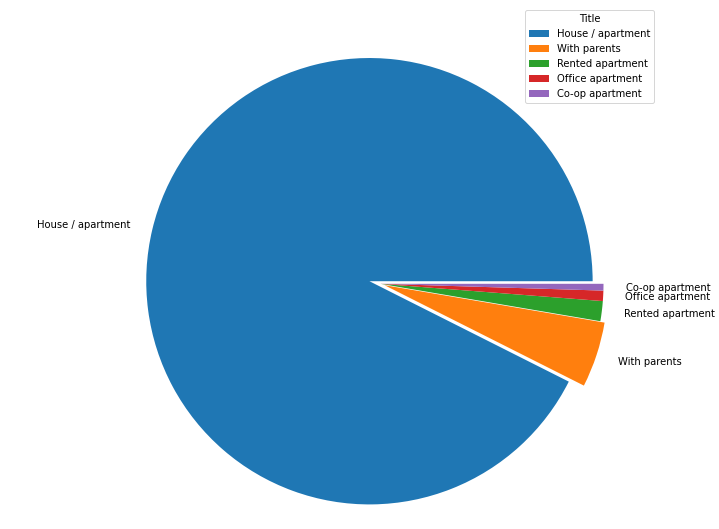 Title
House / apartment
With parents
Rented apartment
Office apartment
Co-op apartment
House / apartment
Co-op apartment
Office apartment
Rented apartment
With parents